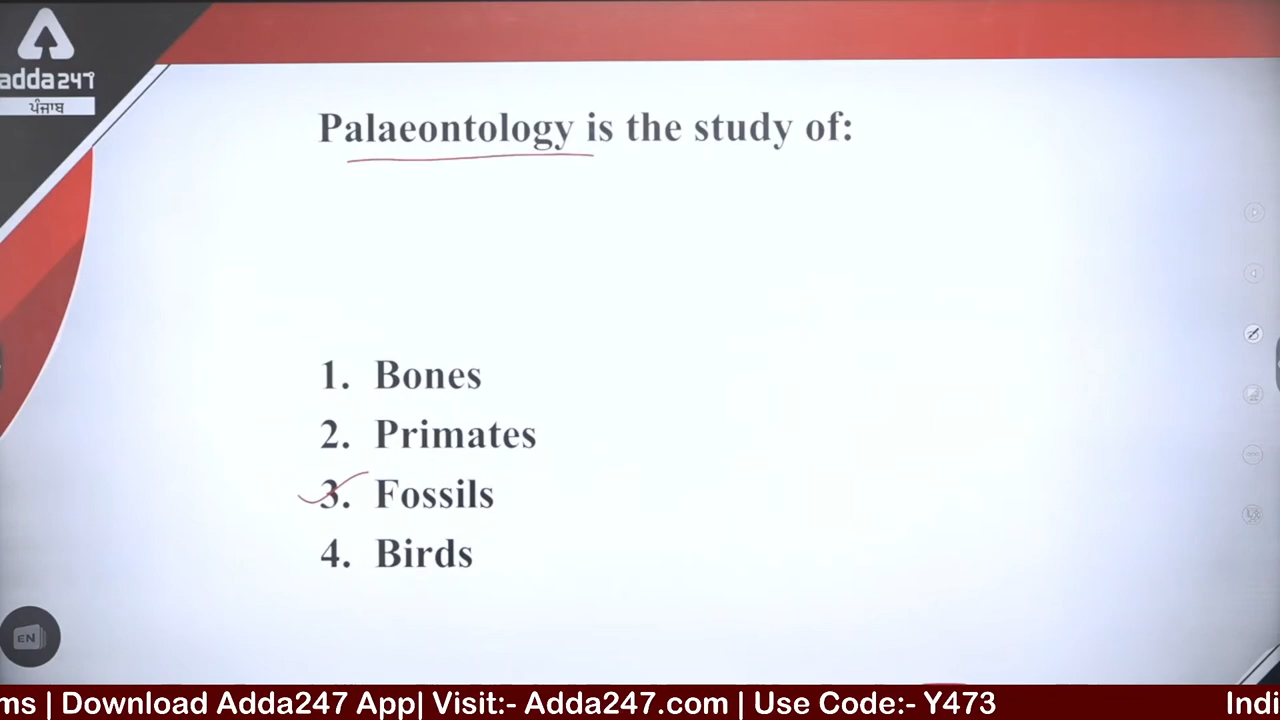 adda247
ਪੰਜਾਬ
Palaeontology is the study of:
1. Bones
2. Primates
3. Fossils
4. Birds
EN
ms | Download Adda247 App| Visit:- Adda247.com | Use Code:- Y473 Indi